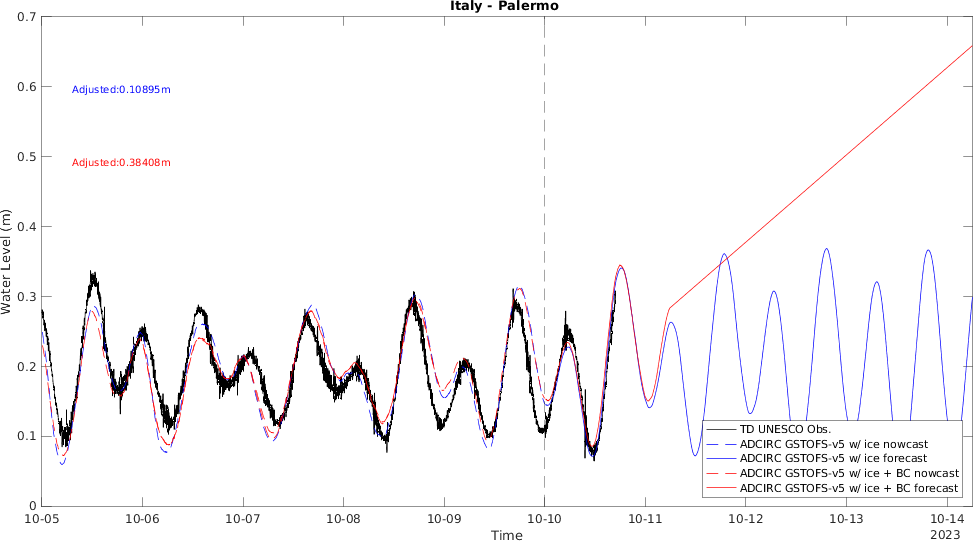 Italy - Palermo
0.7
0.6
0.5
0.4
0.3
0.2
0.1
0
Water Level (m)
Adjusted:0.10895m
Adjusted:0.38408m
TD UNESCO Obs.
ADCIRC GSTOFS-v5 w/ ice nowcast
ADCIRC GSTOFS-v5 w/ ice forecast
ADCIRC GSTOFS-v5 w/ ice + BC nowcast
ADCIRC GSTOFS-v5 w/ ice + BC forecast
10-05 10-06 10-07 10-08 10-09 10-10 10-11 10-12 10-13 10-14
2023
Time